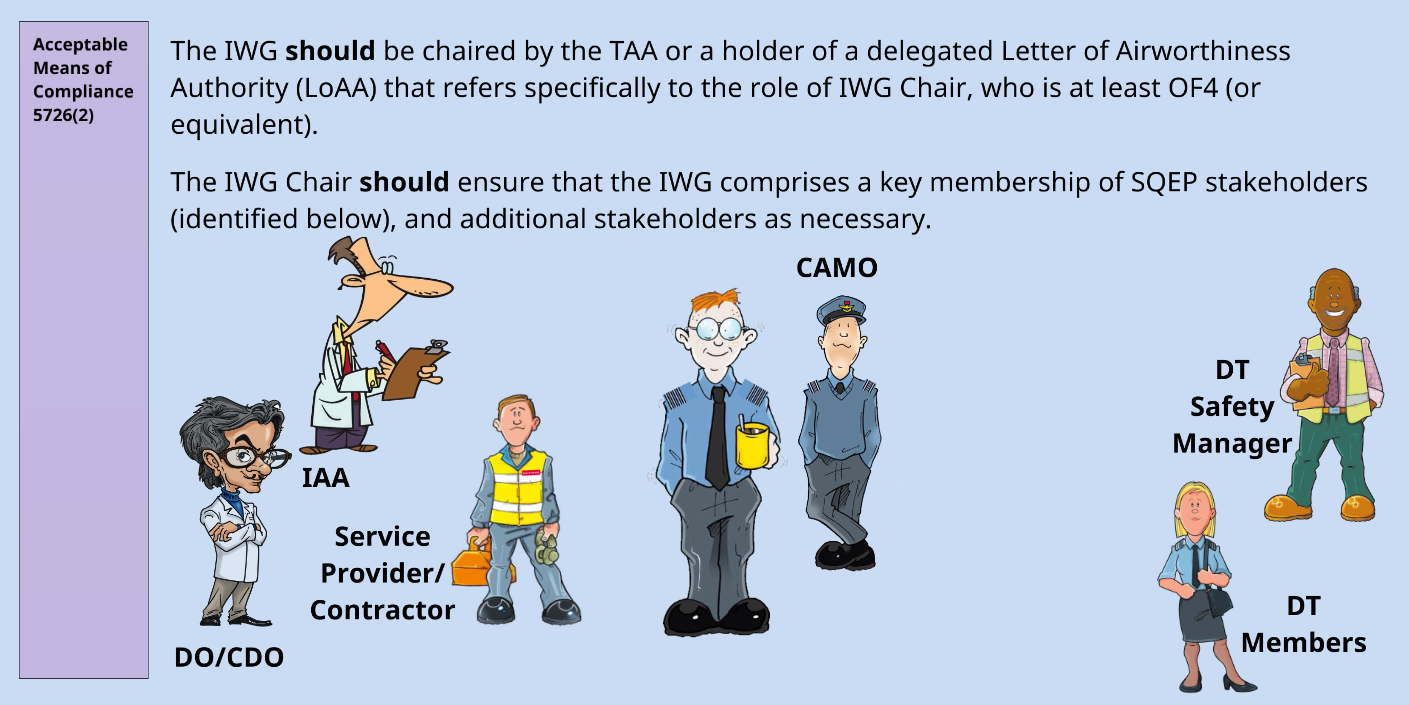 Acceptable
Means of
Compliance
5726(2)
The IWG should be chaired by the TAA or a holder of a delegated Letter of Airworthiness
Authority (LoAA) that refers specifically to the role of IWG Chair, who is at least OF4 (or
equivalent).
The IWG Chair should ensure that the IWG comprises a key membership of SQEP stakeholders
(identified below), and additional stakeholders as necessary.
CAMO
DT
Safety
Manager
IAA
Service
Provider/
Contractor
DT
Members
DO/CDO